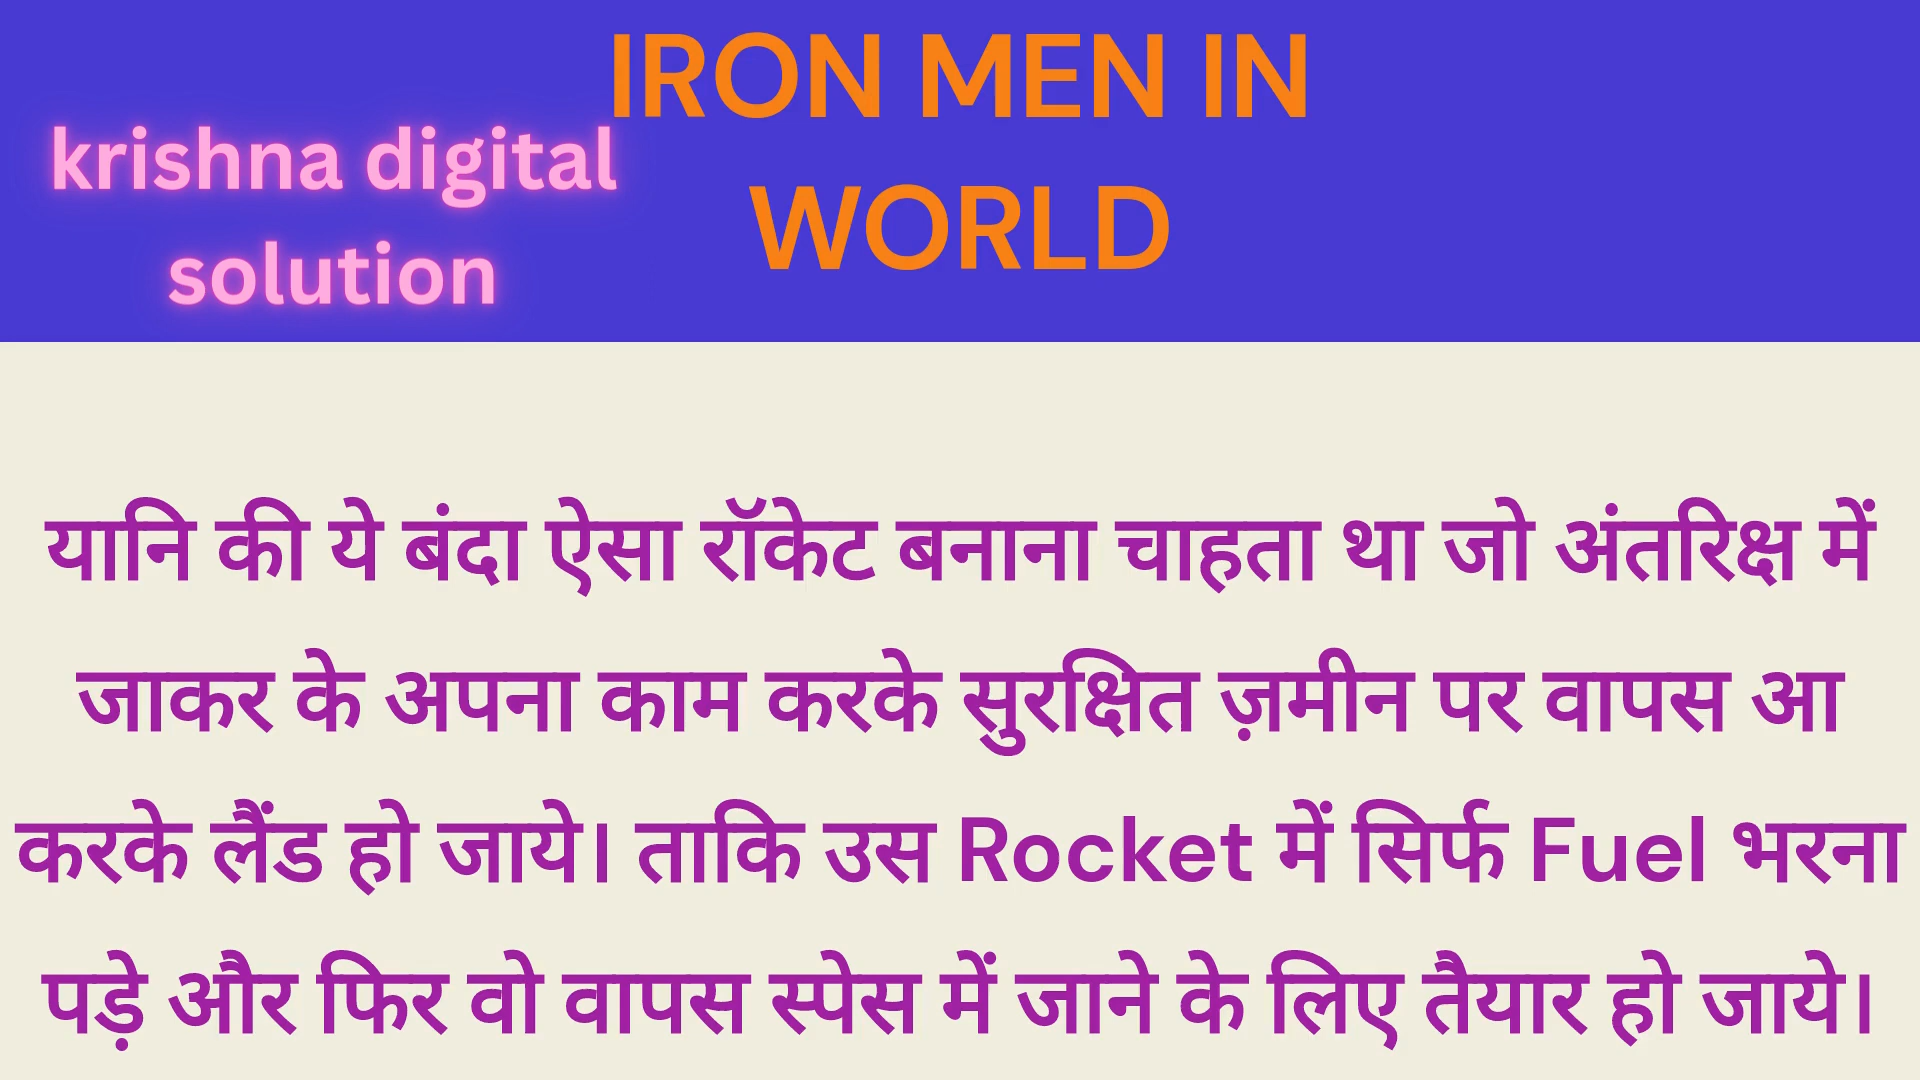 IRON MEN IN
WORLD
krishna digital
solution
यानि की ये बंदा ऐसा रॉकेट बनाना चाहता था जो अंतरिक्ष में
जाकर के अपना काम करके सुरक्षित ज़मीन पर वापस आ
करके लैंड हो जाये। ताकि उस Rocket में सिर्फ Fuel भरना
पड़े और फिर वो वापस स्पेस में जाने के लिए तैयार हो जाये।